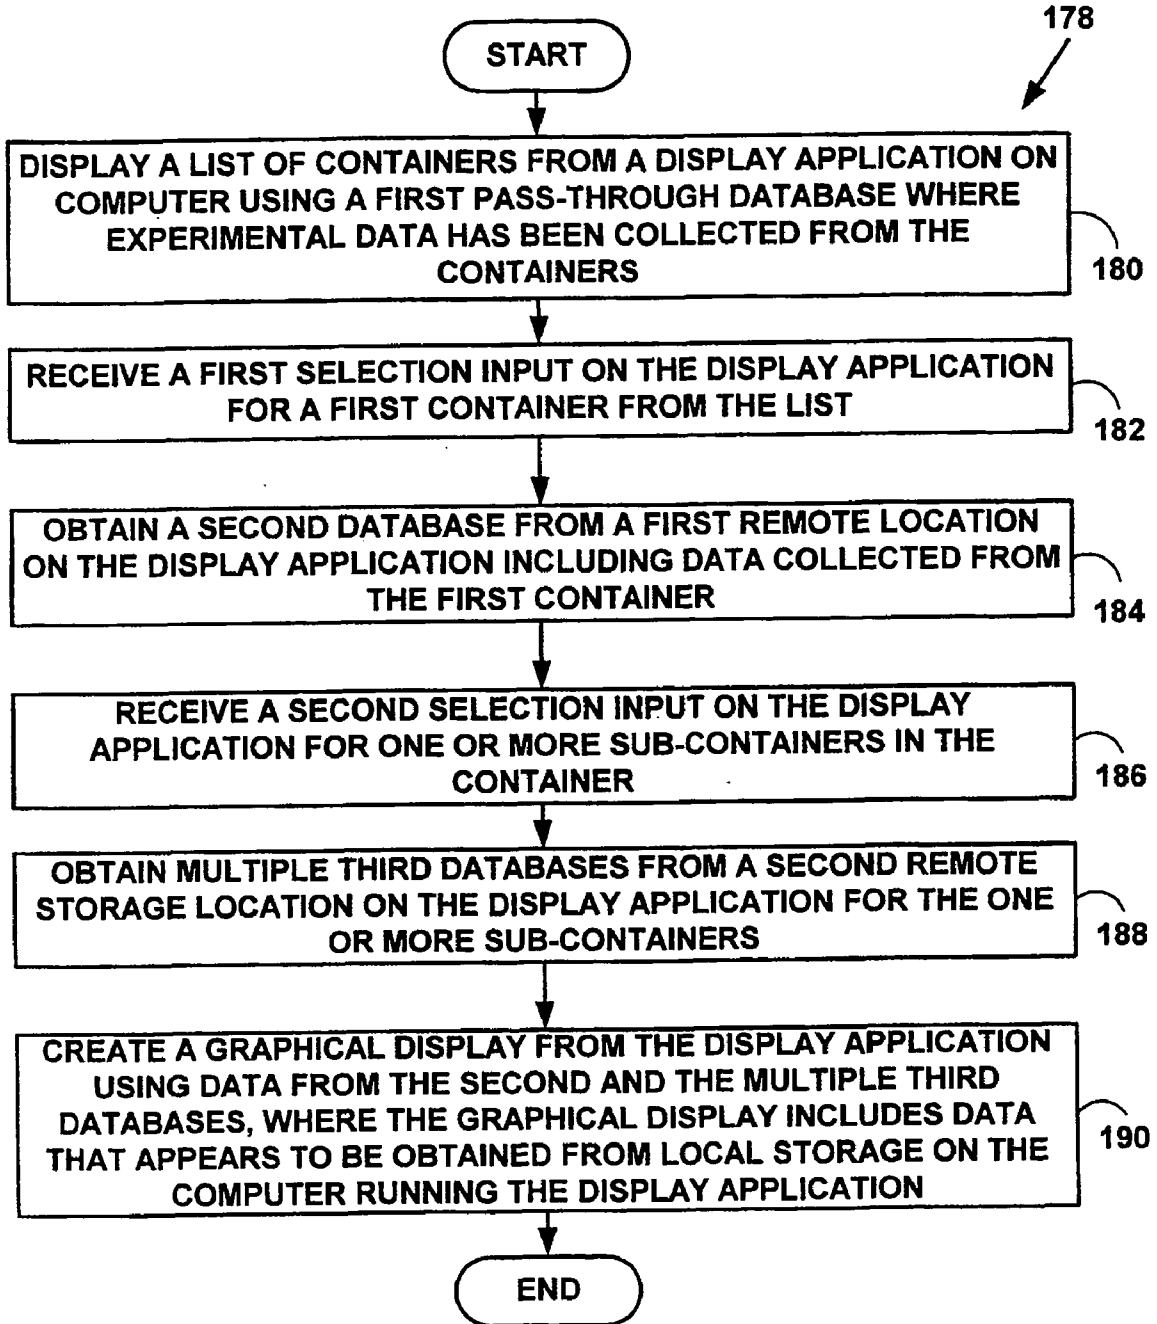 178
START
DISPLAY A LIST OF CONTAINERS FROM A DISPLAY APPLICATION ON
COMPUTER USING A FIRST PASS-THROUGH DATABASE WHERE
EXPERIMENTAL DATA HAS BEEN COLLECTED FROM THE
CONTAINERS
180
RECEIVE A FIRST SELECTION INPUT ON THE DISPLAY APPLICATION
FOR A FIRST CONTAINER FROM THE LIST
182
OBTAIN A SECOND DATABASE FROM A FIRST REMOTE LOCATION
ON THE DISPLAY APPLICATION INCLUDING DATA COLLECTED FROM
THE FIRST CONTAINER
184
RECEIVE A SECOND SELECTION INPUT ON THE DISPLAY
APPLICATION FOR ONE OR MORE SUB-CONTAINERS IN THE
CONTAINER
186
OBTAIN MULTIPLE THIRD DATABASES FROM A SECOND REMOTE
STORAGE LOCATION ON THE DISPLAY APPLICATION FOR THE ONE
OR MORE SUB-CONTAINERS
188
CREATE A GRAPHICAL DISPLAY FROM THE DISPLAY APPLICATION
USING DATA FROM THE SECOND AND THE MULTIPLE THIRD
DATABASES, WHERE THE GRAPHICAL DISPLAY INCLUDES DATA
THAT APPEARS TO BE OBTAINED FROM LOCAL STORAGE ON THE
COMPUTER RUNNING THE DISPLAY APPLICATION
190
END